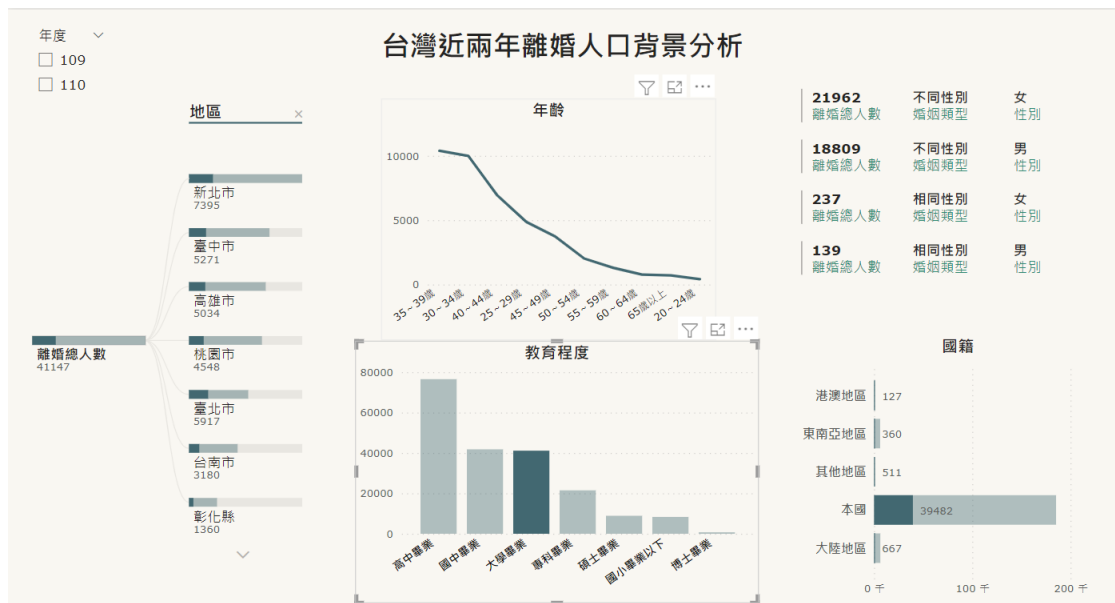 台灣近兩年離婚人口背景分析
年度
109
110
地區
離婚總人數
41147
新北市
7395
臺中市
5271
高雄市
5034
桃園市
4548
臺北市
5917
台南市
3180
彰化縣
1360
年齡
10000
5000
0
35~39歲
30~34歲
40~44歲
25~29歲
45~49歲
50~54歲
55~59歲
60~64歲
65歲以上
20~24歲
教育程度
80000
60000
40000
20000
0
高中畢業
國中畢業
大學畢業
專科畢業
碩士畢業
國小畢業以下
博士畢業
21962 不同性別 女
離婚總人數 婚姻類型 性別
18809 不同性別 男
離婚總人數 婚姻類型 性別
237 相同性別 女
離婚總人數 婚姻類型 性別
139 相同性別 男
離婚總人數 婚姻類型 性別
國籍
港澳地區 127
東南亞地區 360
其他地區 511
本國 39482
大陸地區 667
0 千 100 千 200 千